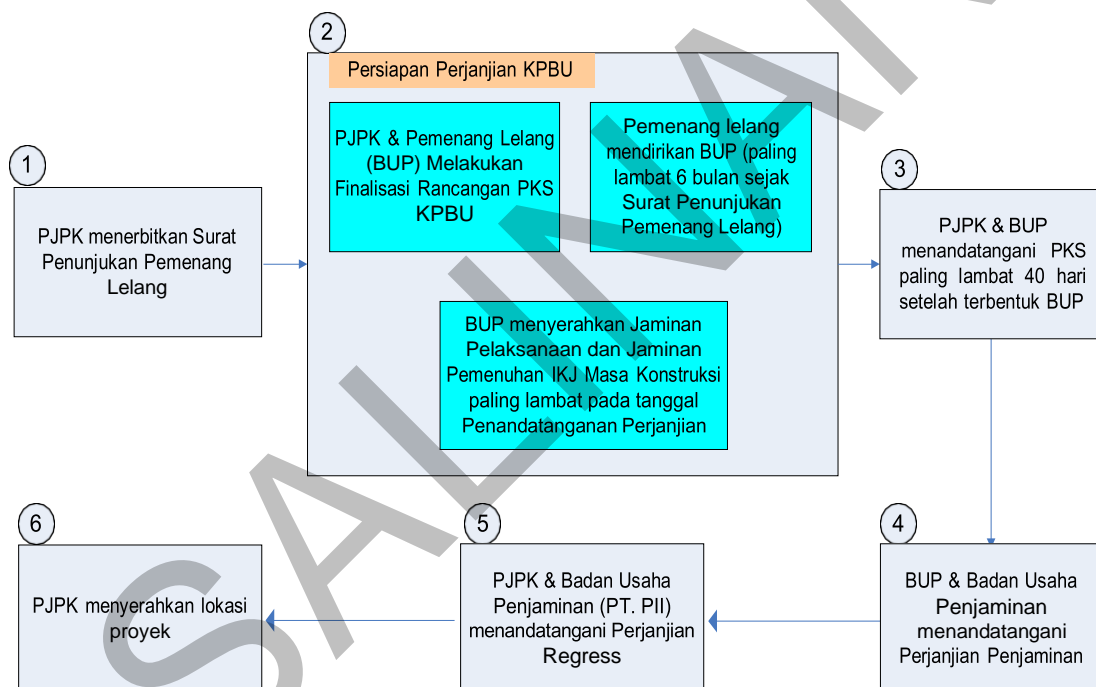 1
PJPK menerbitkan Surat
Penunjukan Pemenang
Lelang
2
Persiapan Perjanjian KPBU
PJPK & Pemenang Lelang
(BUP) Melakukan
Finalisasi Rancangan PKS
KPBU
Pemenang lelang
mendirikan BUP (paling
lambat 6 bulan sejak
Surat Penunjukan
Pemenang Lelang)
BUP menyerahkan Jaminan
Pelaksanaan dan Jaminan
Pemenuhan IKJ Masa Konstruksi
paling lambat pada tanggal
Penandatanganan Perjanjian
3
PJPK & BUP
menandatangani PKS
paling lambat 40 hari
setelah terbentuk BUP
4
BUP & Badan Usaha
Penjaminan
menandatangani
Perjanjian Penjaminan
5
PJPK & Badan Usaha
Penjaminan (PT. PII)
menandatangani Perjanjian
Regress
6
PJPK menyerahkan lokasi
proyek
SALINAN